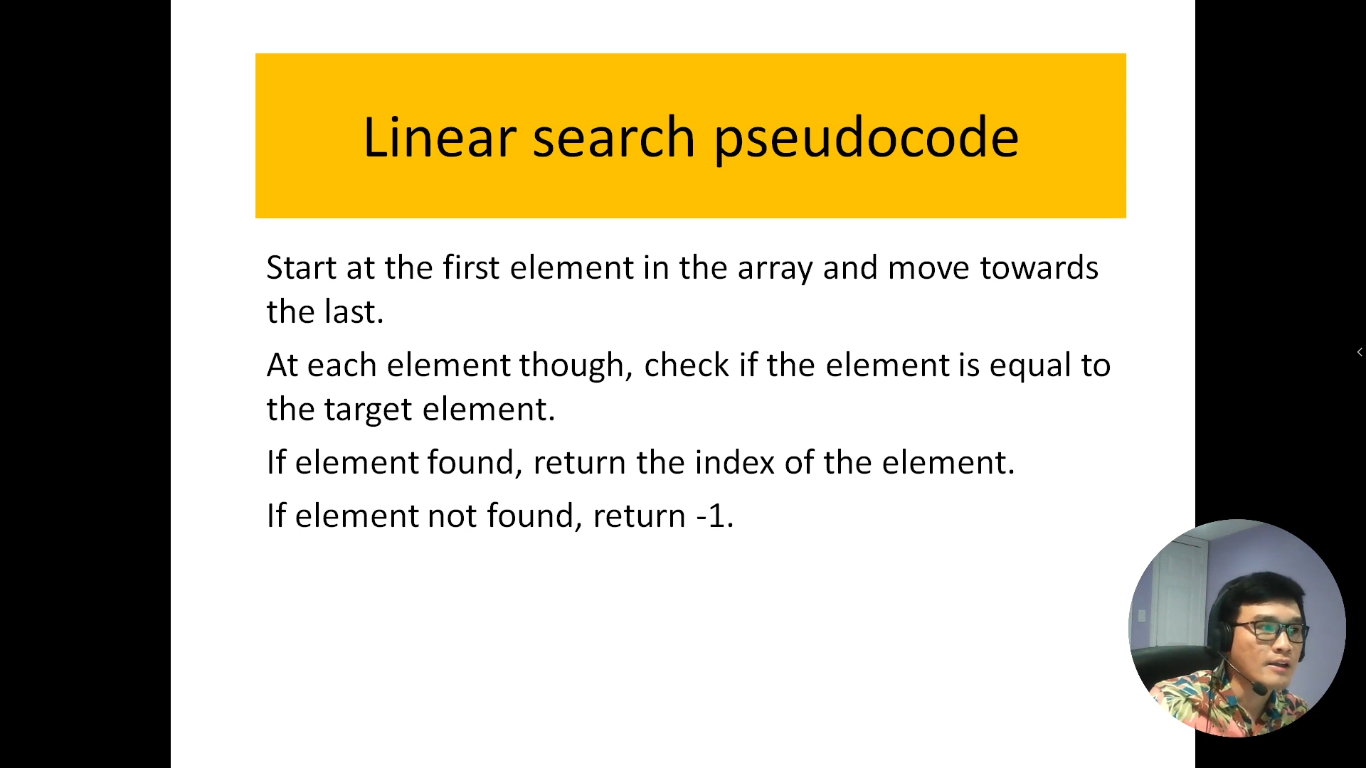 Linear search pseudocode
Start at the first element in the array and move towards
the last.
At each element though, check if the element is equal to
the target element.
If element found, return the index of the element.
If element not found, return -1.